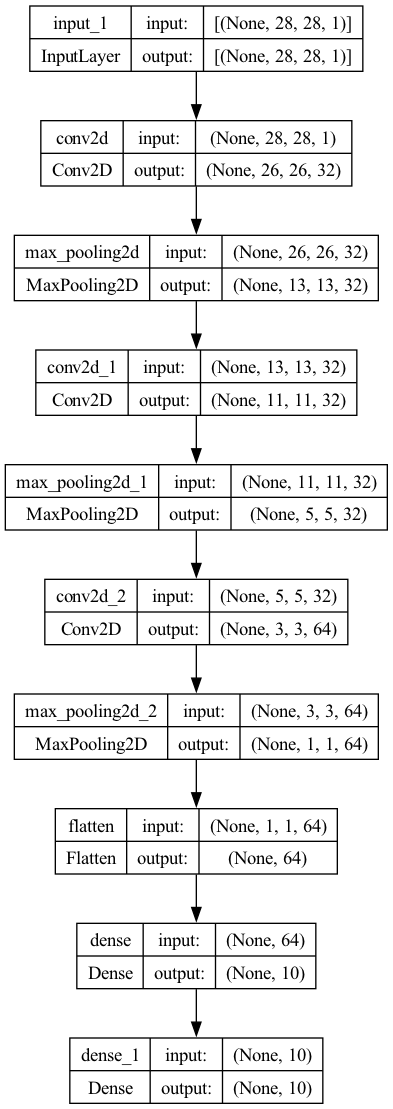 input_1 input: [(None, 28, 28, 1)]
InputLayer output: [(None, 28, 28, 1)]
conv2d input: (None, 28, 28, 1)
Conv2D output: (None, 26, 26, 32)
max_pooling2d input: (None, 26, 26, 32)
MaxPooling2D output: (None, 13, 13, 32)
conv2d_1 input: (None, 13, 13, 32)
Conv2D output: (None, 11, 11, 32)
max_pooling2d_1 input: (None, 11, 11, 32)
MaxPooling2D output: (None, 5, 5, 32)
conv2d_2 input: (None, 5, 5, 32)
Conv2D output: (None, 3, 3, 64)
max_pooling2d_2 input: (None, 3, 3, 64)
MaxPooling2D output: (None, 1, 1, 64)
flatten input: (None, 1, 1, 64)
Flatten output: (None, 64)
dense input: (None, 64)
Dense output: (None, 10)
dense_1 input: (None, 10)
Dense output: (None, 10)